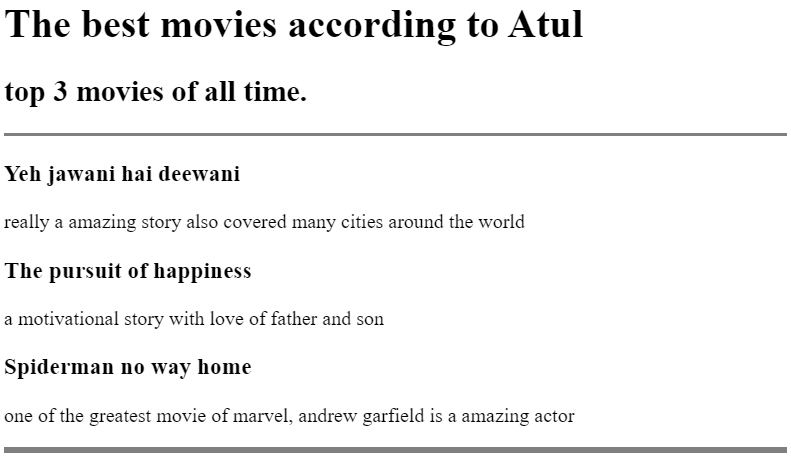 The best movies according to Atul
top 3 movies of all time.
Yeh jawani hai deewani
really a amazing story also covered many cities around the world
The pursuit of happiness
a motivational story with love of father and son
Spiderman no way home
one of the greatest movie of marvel, andrew garfield is a amazing actor